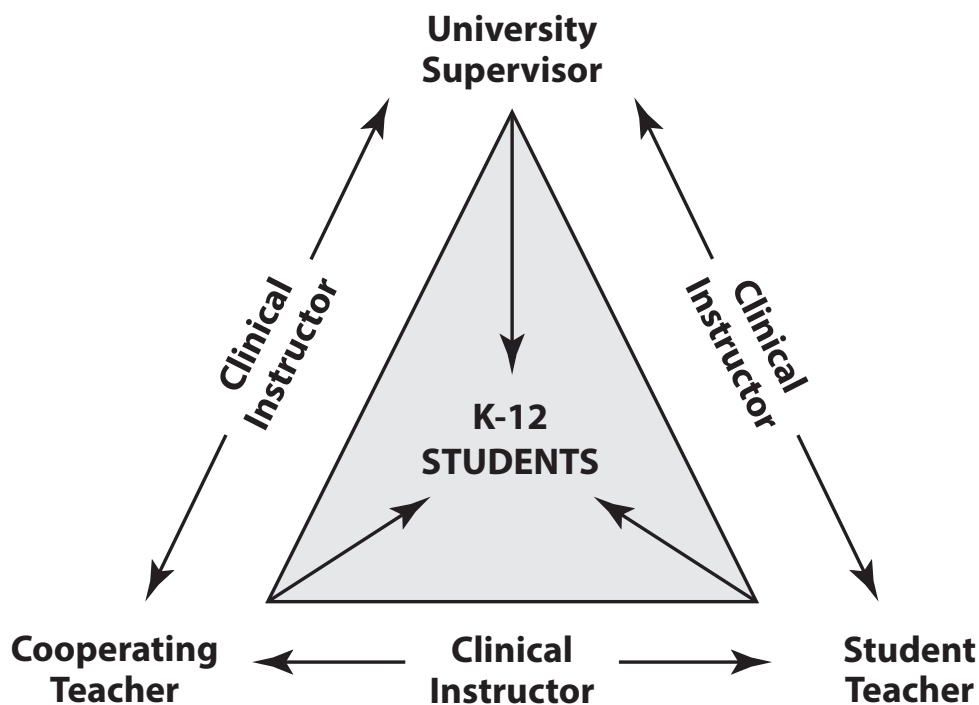 University
Supervisor
Clinical
Instructor
Clinical
Instructor
K-12
STUDENTS
Cooperating
Teacher
Clinical
Instructor
Student
Teacher